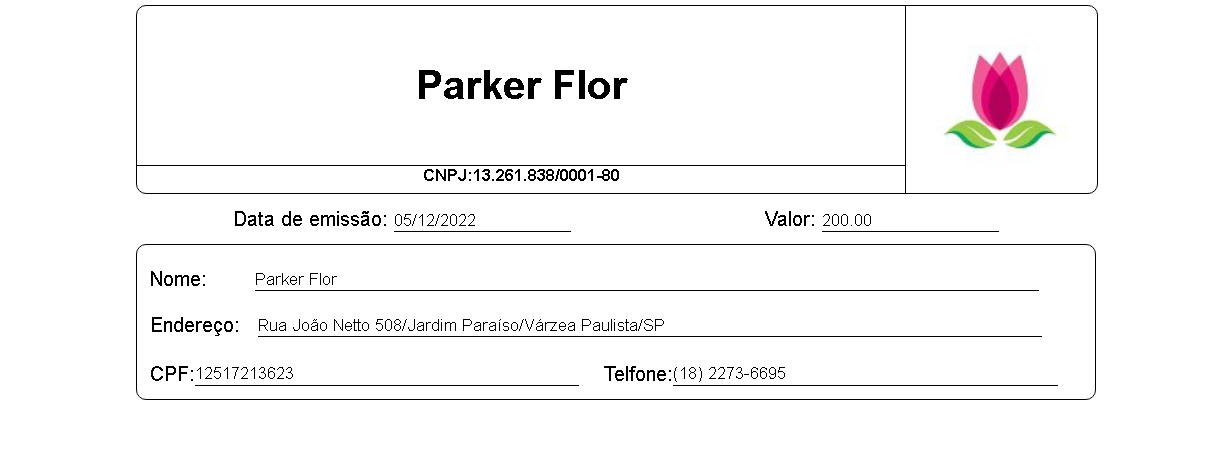 Parker Flor
CNPJ:13.261.838/0001-80
Data de emissão: 05/12/2022 Valor: 200.00
Nome: Parker Flor
Endereço: Rua João Netto 508/Jardim Paraíso/Várzea Paulista/SP
CPF:12517213623 Telfone:(18) 2273-6695